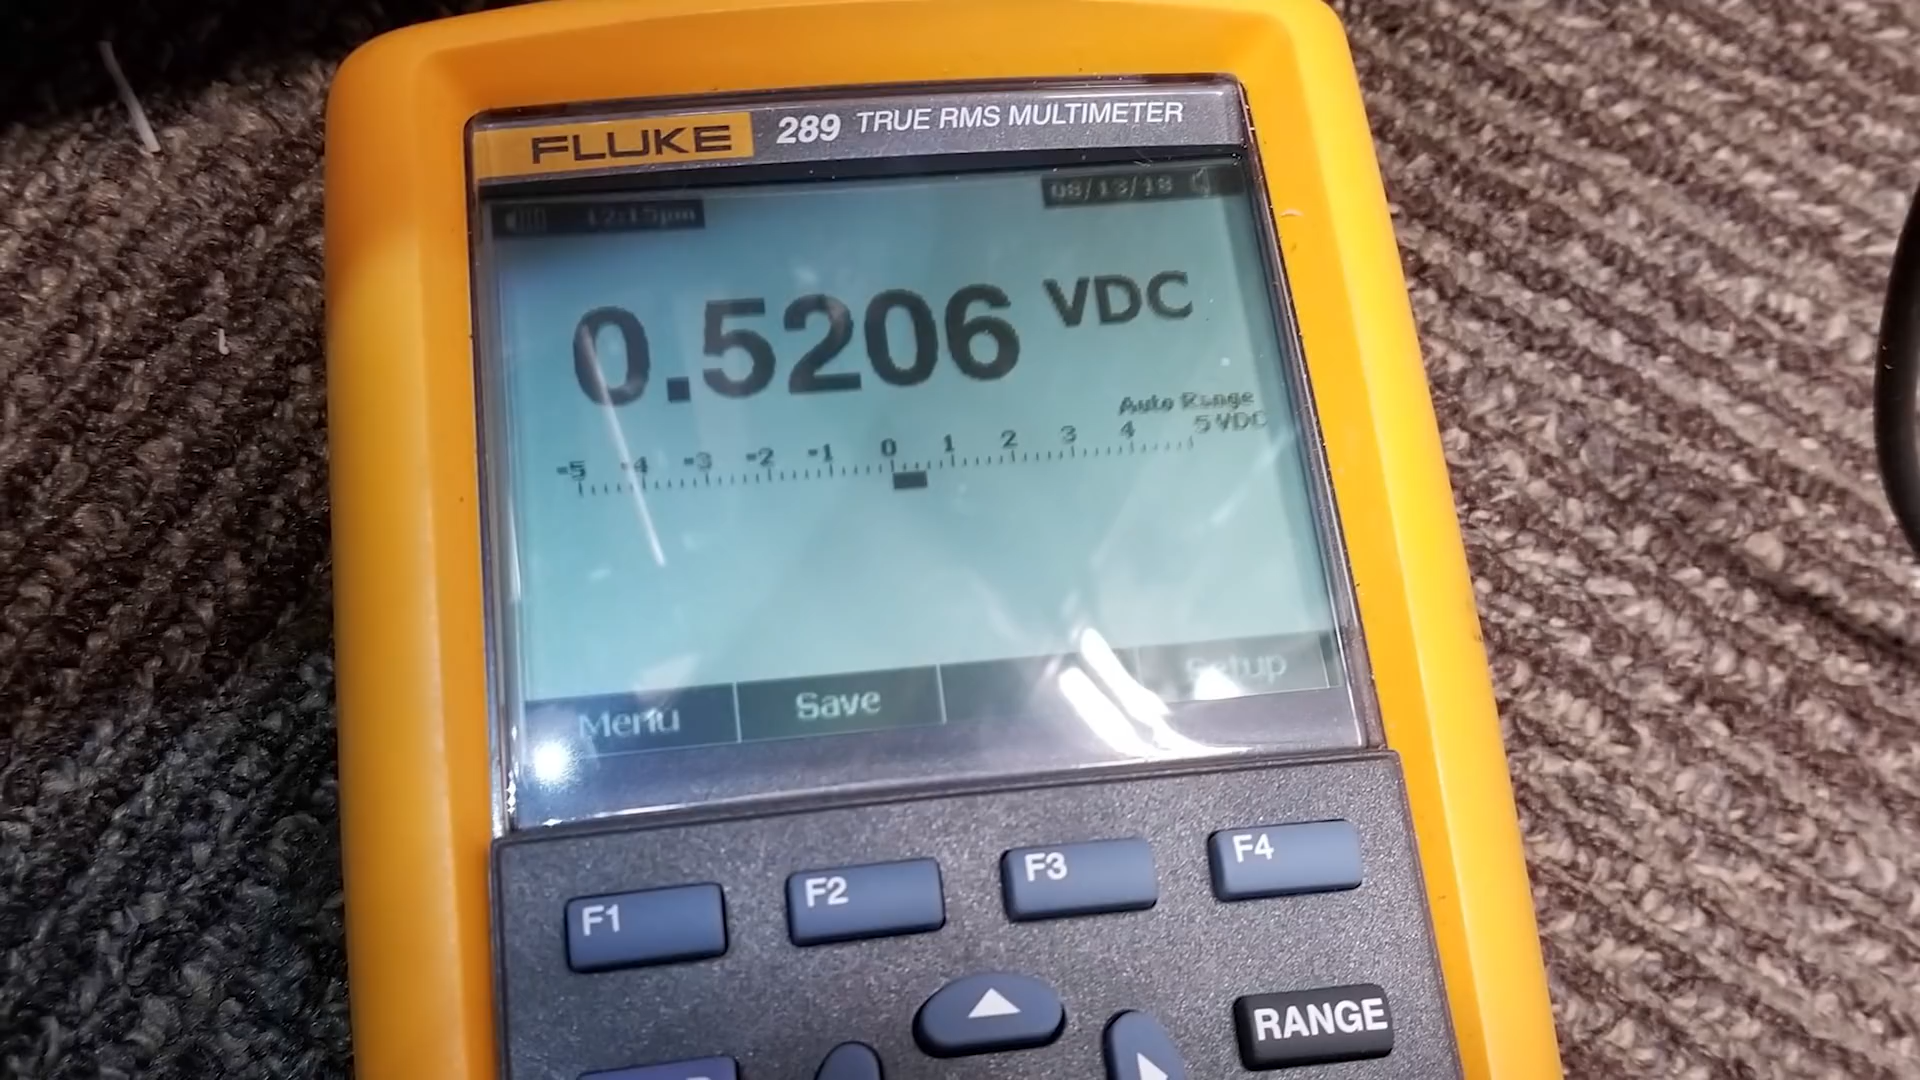 FLUKE 289 TRUE RMS MULTIMETER
12:15pm 08/13/18
0.5206 VDC
Auto Range
-5 -4 -3 -2 -1 0 1 2 3 4 5 VDC
Menu Save Setup
F1 F2 F3 F4
RANGE